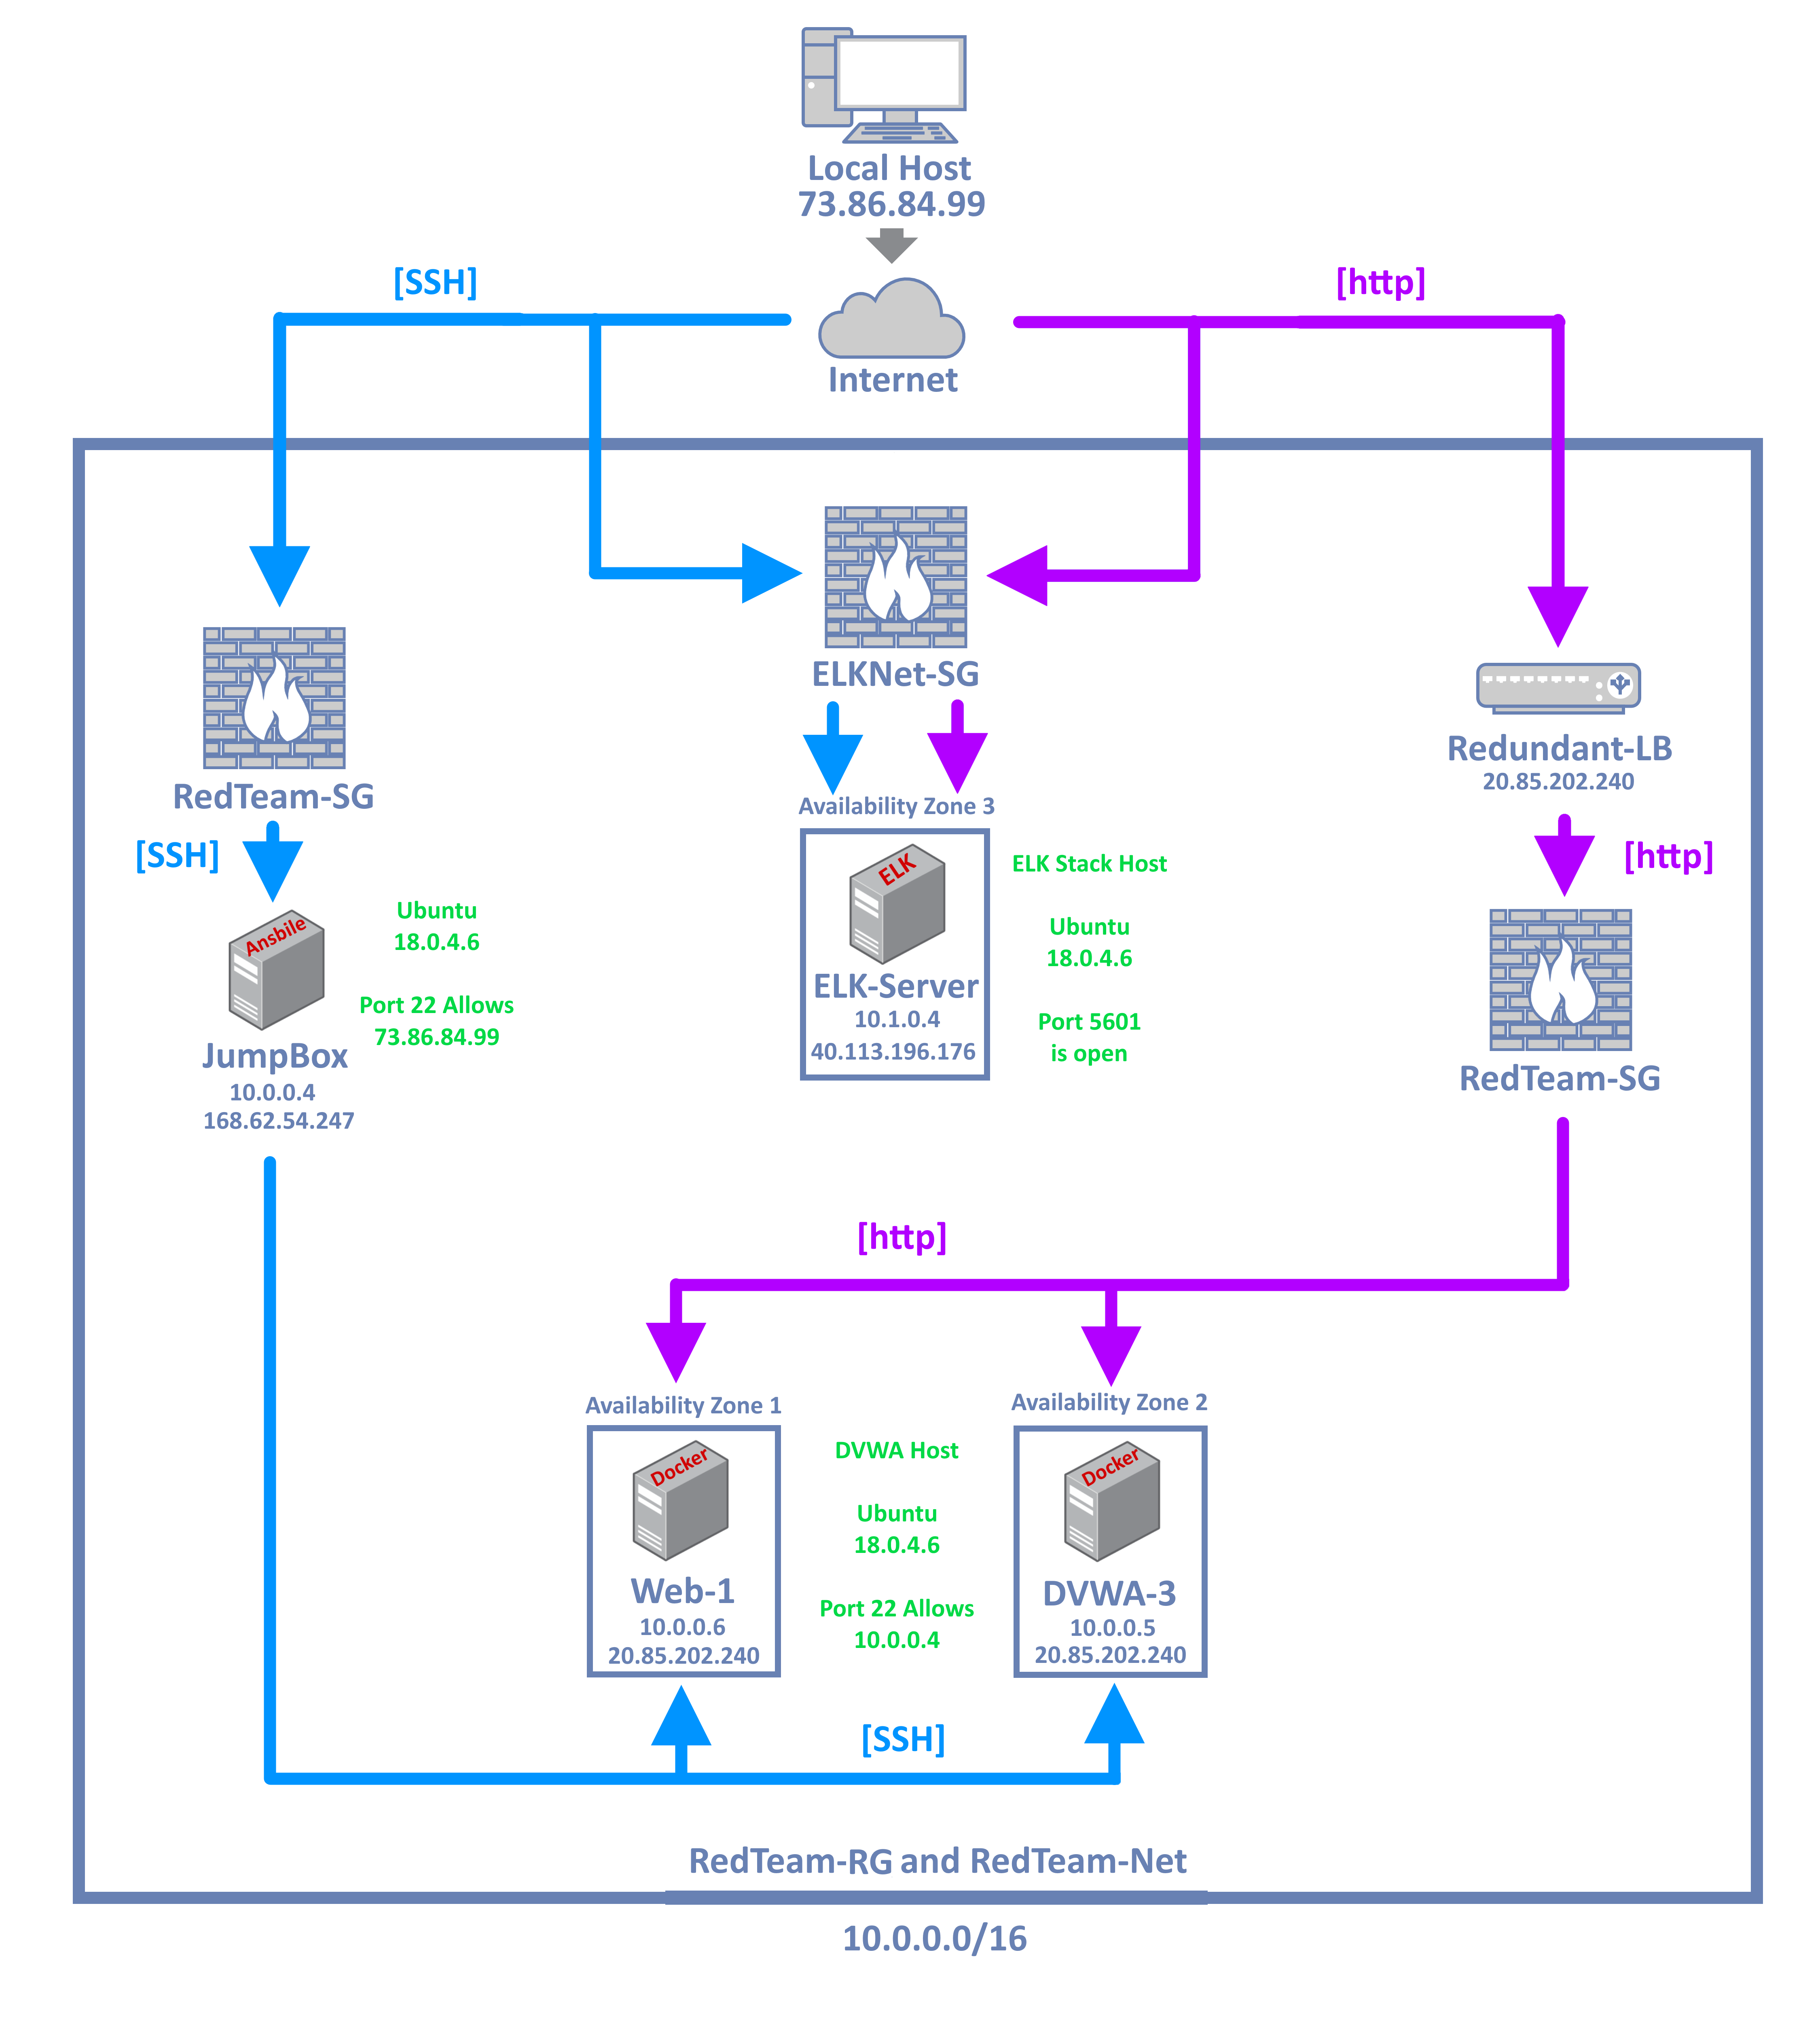 Local Host
73.86.84.99
[SSH]
[http]
Internet
ELKNet-SG
RedTeam-SG
Redundant-LB
20.85.202.240
[SSH]
Availability Zone 3
[http]
ELK
ELK Stack Host
Ubuntu
18.0.4.6
Port 5601
is open
ELK-Server
10.1.0.4
40.113.196.176
Ansbile
Ubuntu
18.0.4.6
Port 22 Allows
73.86.84.99
JumpBox
10.0.0.4
168.62.54.247
RedTeam-SG
[http]
Availability Zone 1
Docker
Web-1
10.0.0.6
20.85.202.240
DVWA Host
Ubuntu
18.0.4.6
Port 22 Allows
10.0.0.4
Availability Zone 2
Docker
DVWA-3
10.0.0.5
20.85.202.240
[SSH]
RedTeam-RG and RedTeam-Net
10.0.0.0/16